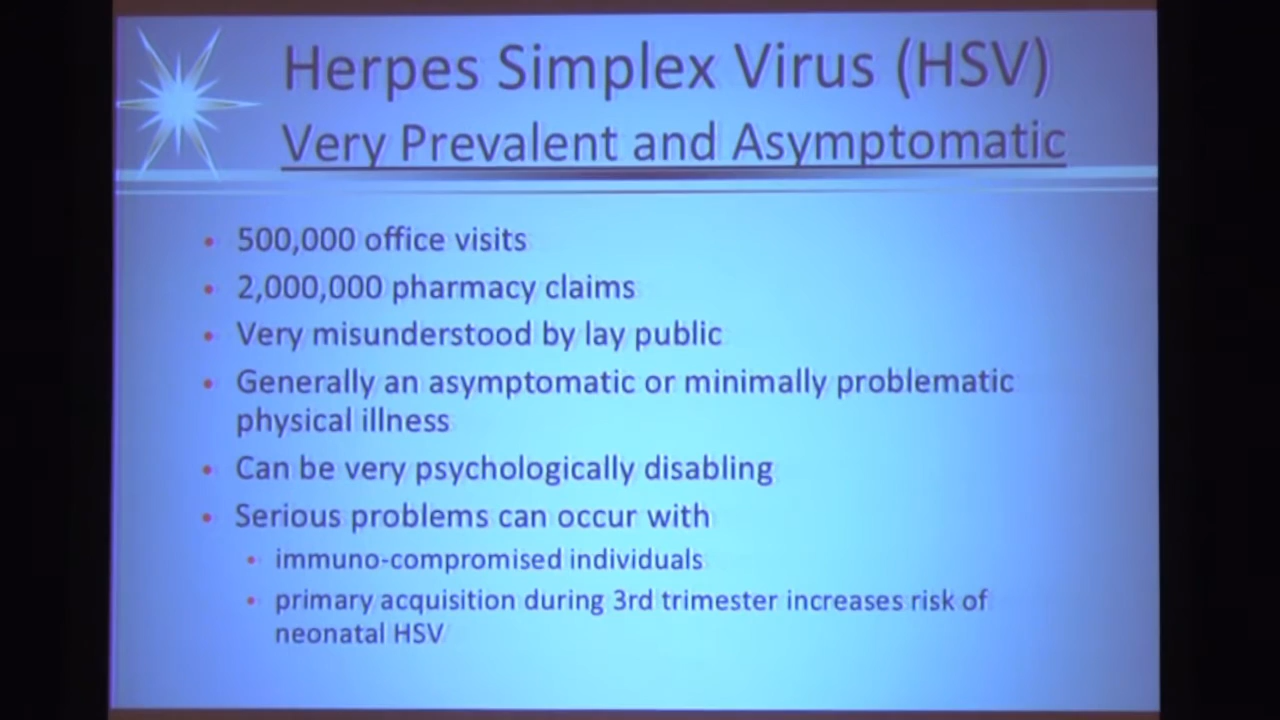 Herpes Simplex Virus (HSV)
Very Prevalent and Asymptomatic
• 500,000 office visits
• 2,000,000 pharmacy claims
• Very misunderstood by lay public
• Generally an asymptomatic or minimally problematic
physical illness
• Can be very psychologically disabling
• Serious problems can occur with
• immuno-compromised individuals
• primary acquisition during 3rd trimester increases risk of
neonatal HSV